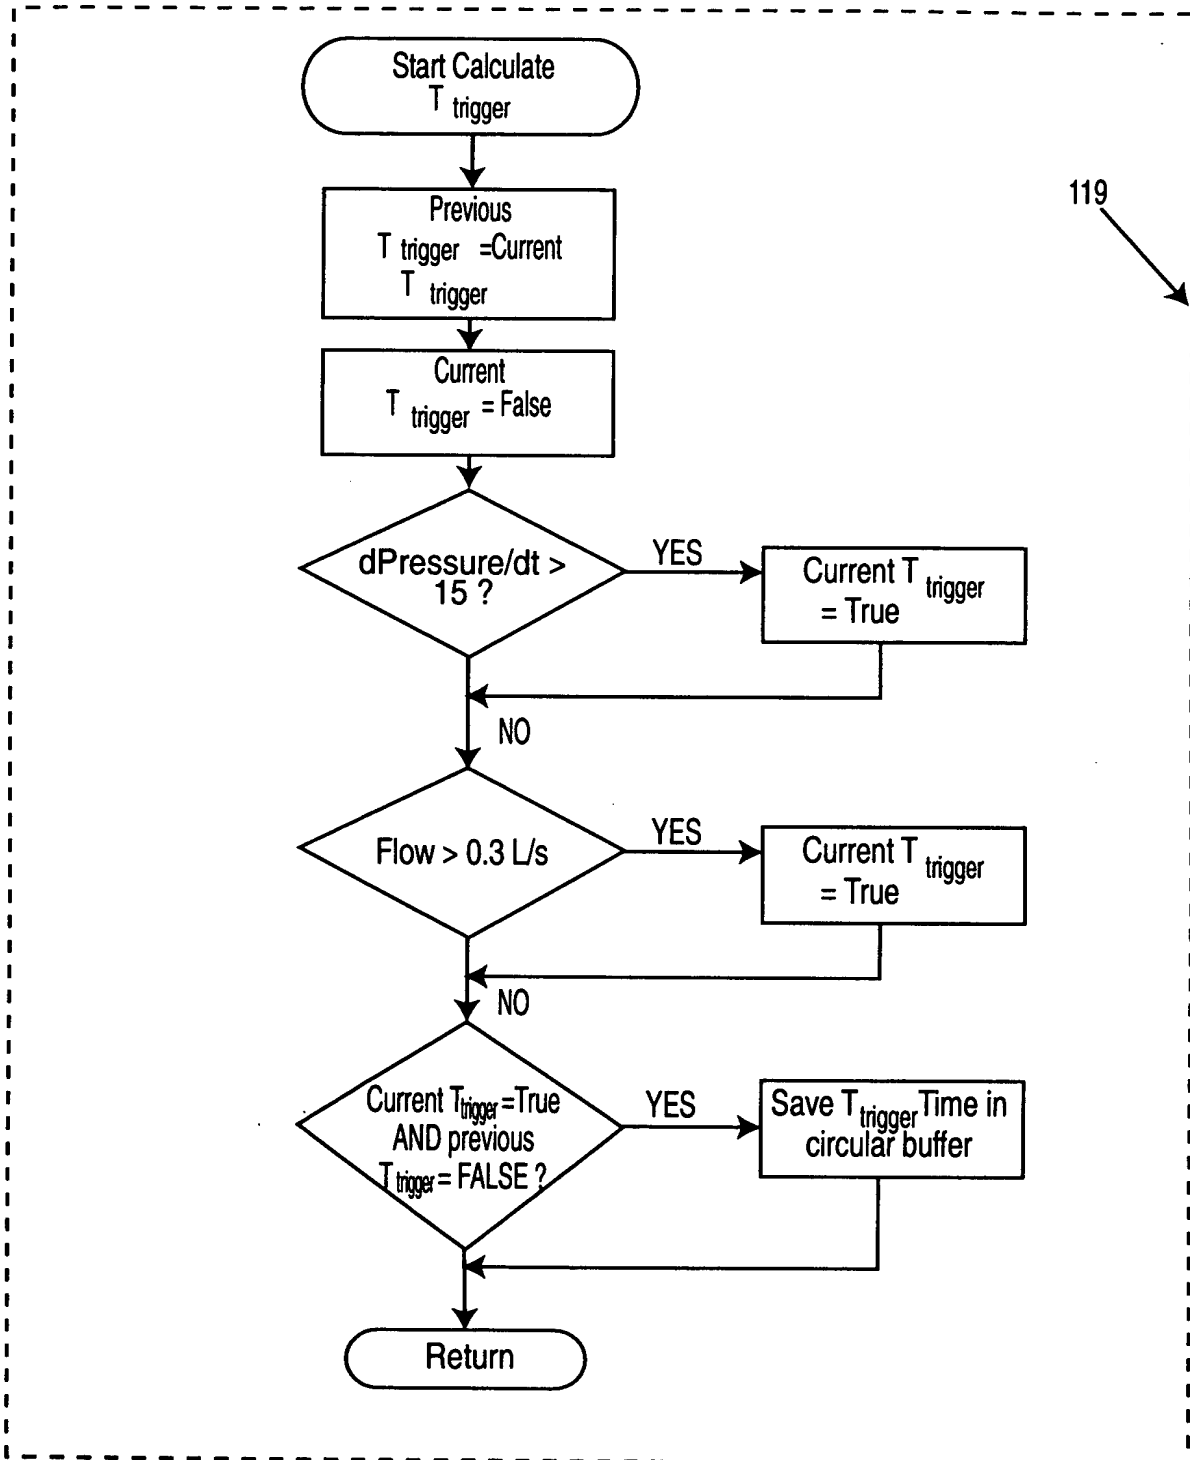 Start Calculate
T trigger
119
Previous
T trigger =Current
T trigger
Current
T trigger = False
dPressure/dt >
15 ?
YES
Current T trigger
= True
NO
Flow > 0.3 L/s
YES
Current T trigger
= True
NO
Current Ttrigger=True
AND previous
T trigger= FALSE ?
YES
Save Ttrigger Time in
circular buffer
Return